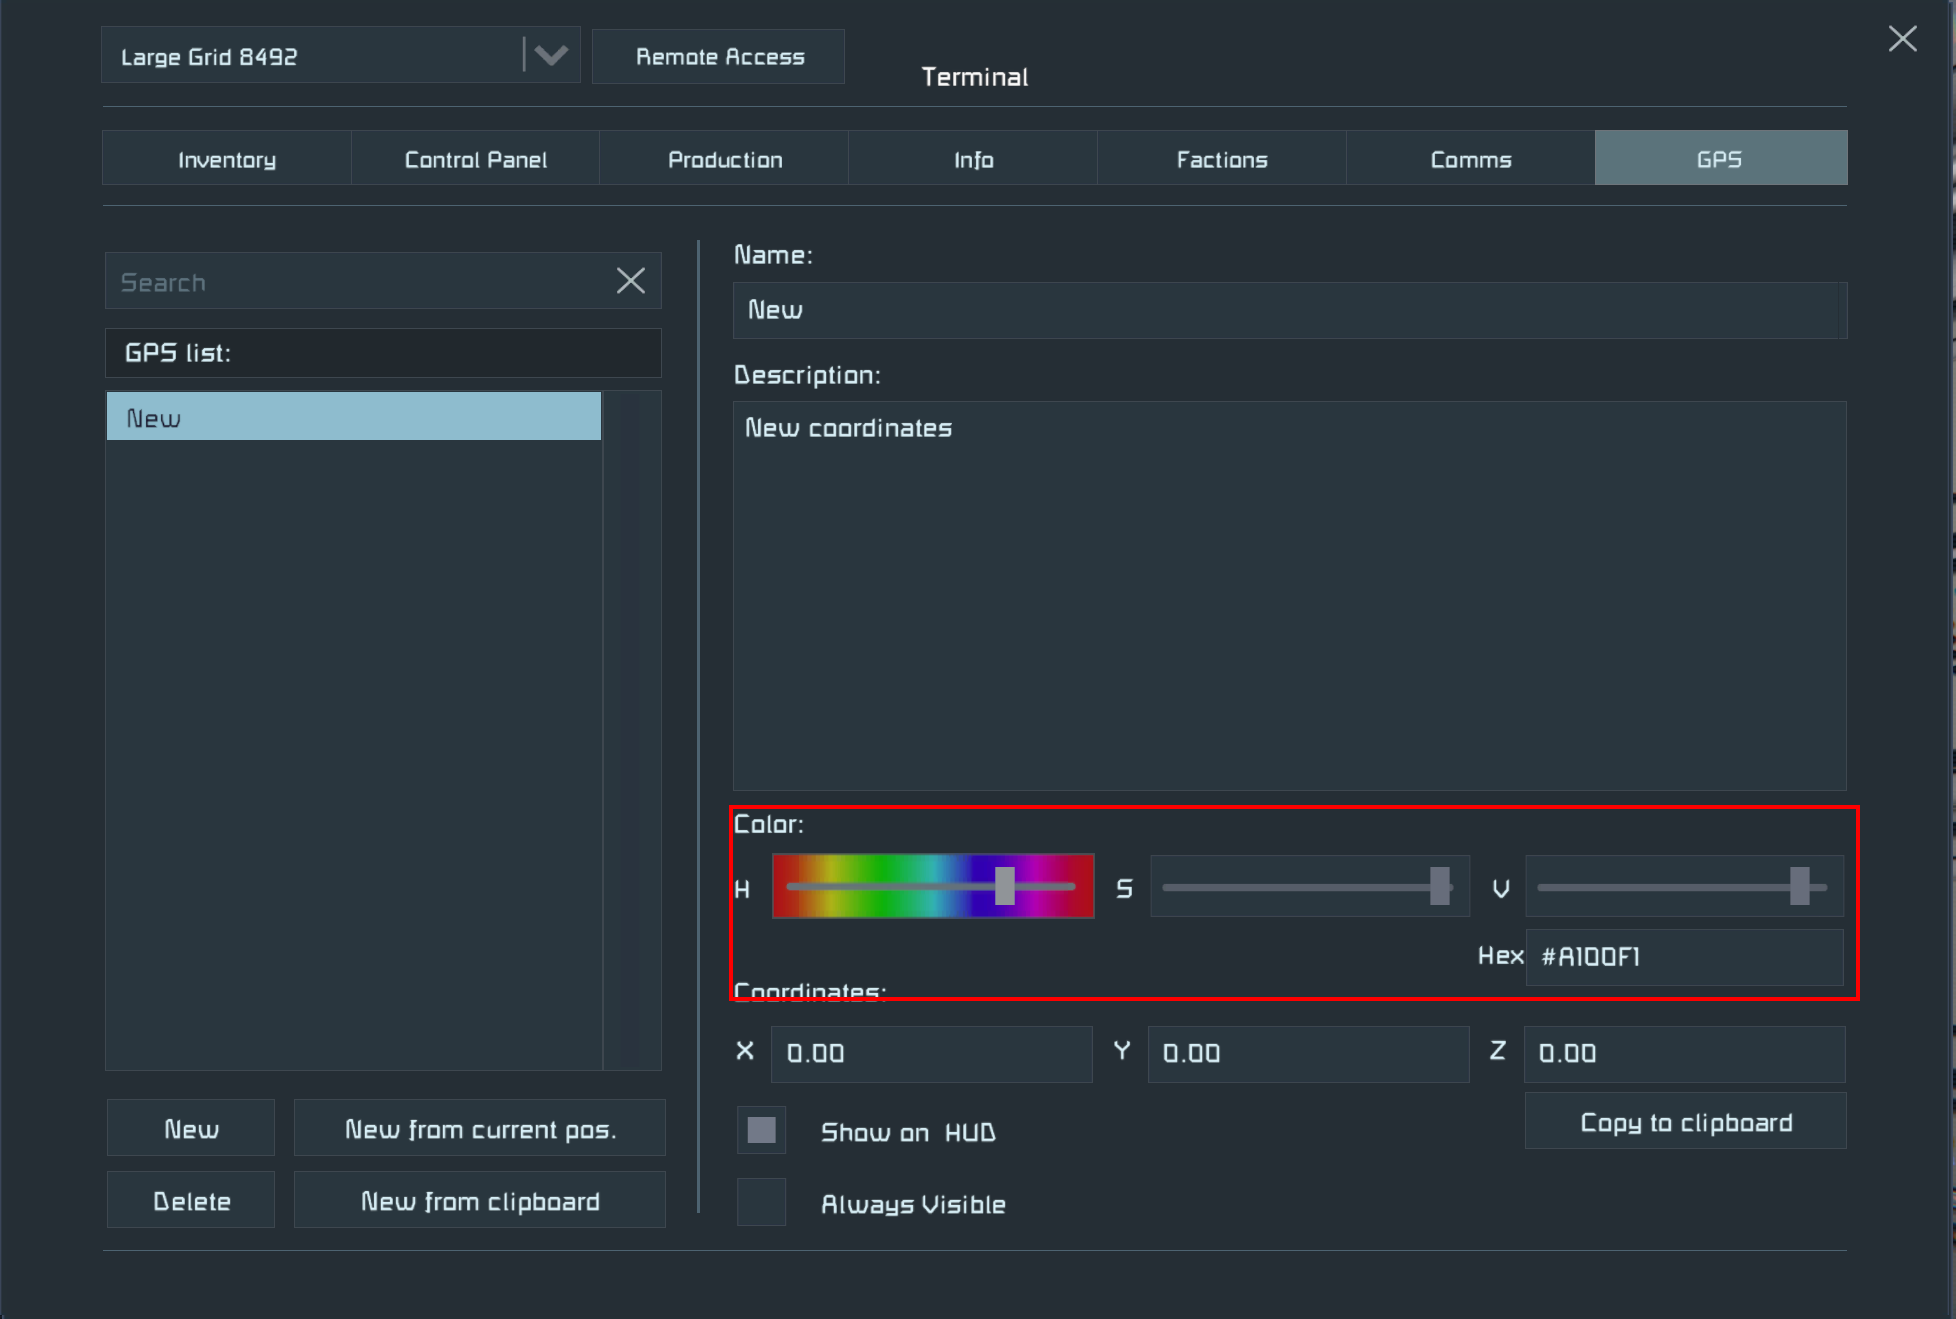 Large Grid 8492
Remote Access
Terminal
Inventory
Control Panel
Production
Info
Factions
Comms
GPS
Search
GPS list:
New
New
New from current pos.
Delete
New from clipboard
Name:
New
Description:
New coordinates
Color:
H
S
V
Hex #A100F1
Coordinates:
X 0.00
Y 0.00
Z 0.00
Show on HUD
Copy to clipboard
Always Visible